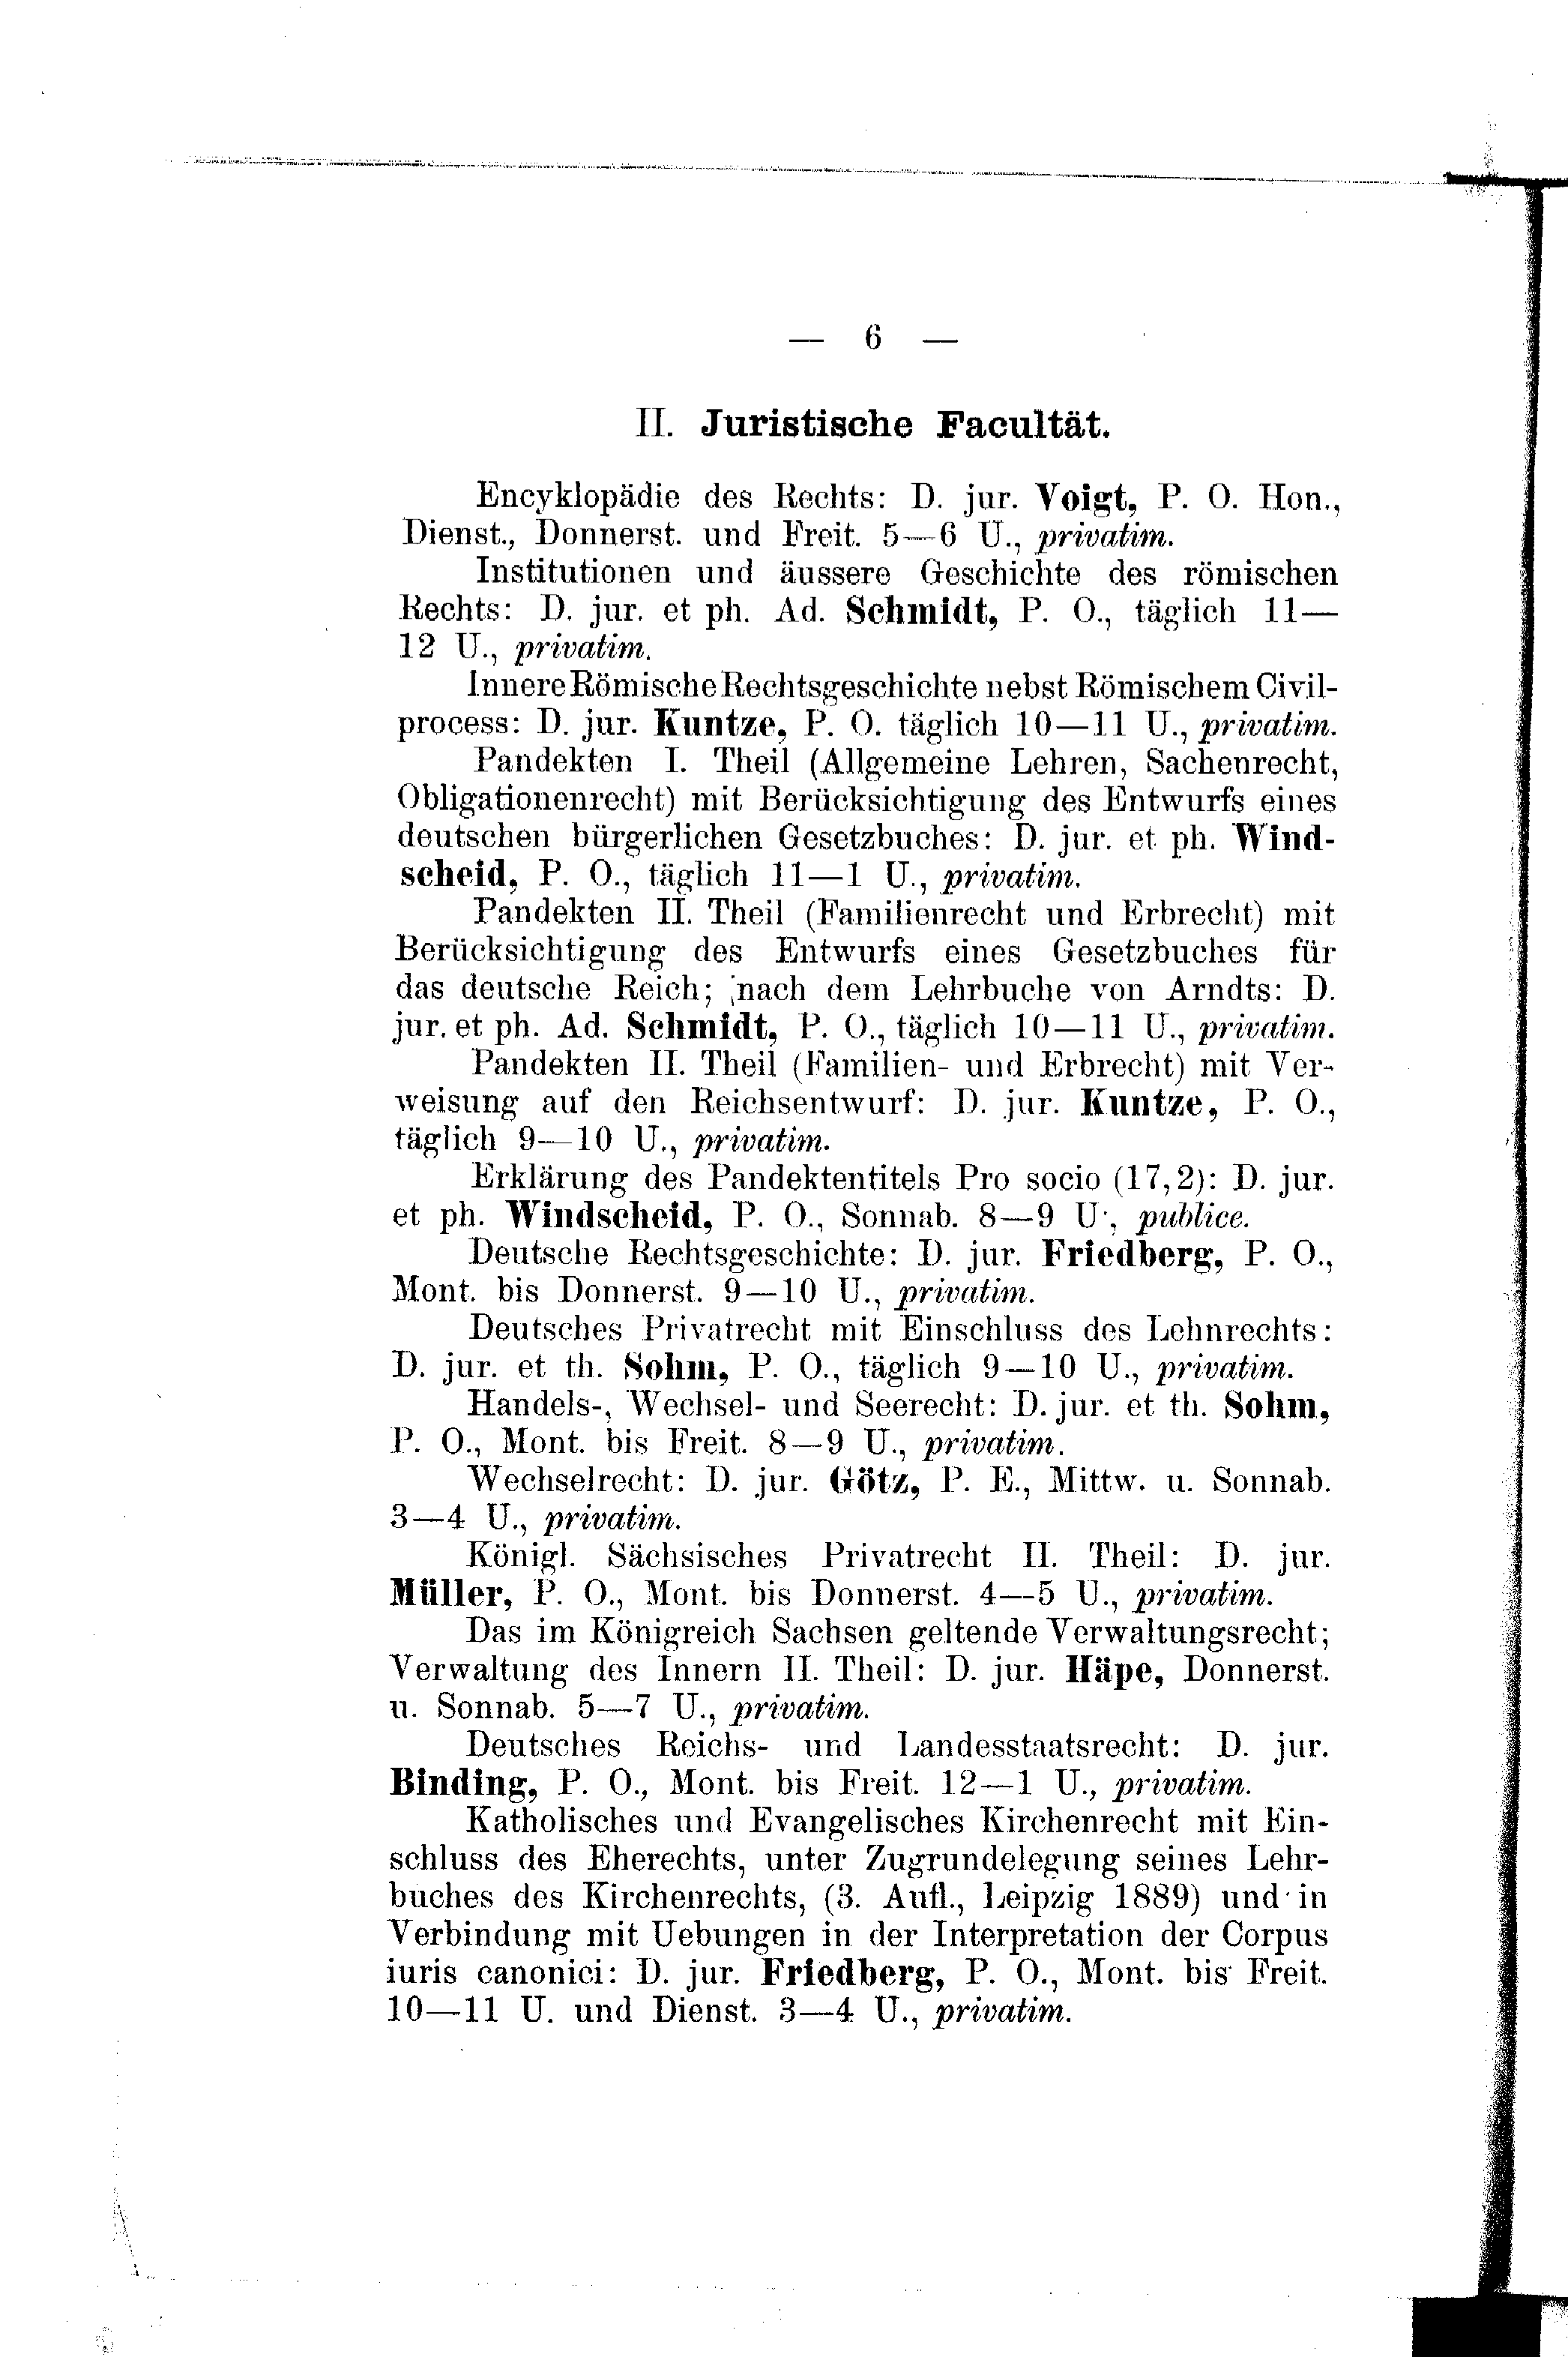 — 6 —
II. Juristische Facultät.
Encyklopädie des Rechts: D. jur. Voigt, P. O. Hon.,
Dienst., Donnerst. und Freit. 5—6 U., privatim.
Institutionen und äussere Geschichte des römischen
Rechts: D. jur. et ph. Ad. Schmidt, P. O., täglich 11—
12 U., privatim.
Innere Römische Rechtsgeschichte nebst Römischem Civil-
process: D. jur. Kuntze, P. O. täglich 10—11 U., privatim.
Pandekten I. Theil (Allgemeine Lehren, Sachenrecht,
Obligationenrecht) mit Berücksichtigung des Entwurfs eines
deutschen bürgerlichen Gesetzbuches: D. jur. et ph. Wind-
scheid, P. O., täglich 11—1 U., privatim.
Pandekten II. Theil (Familienrecht und Erbrecht) mit
Berücksichtigung des Entwurfs eines Gesetzbuches für
das deutsche Reich; nach dem Lehrbuche von Arndts: D.
jur. et ph. Ad. Schmidt, P. O., täglich 10—11 U., privatim.
Pandekten II. Theil (Familien- und Erbrecht) mit Ver-
weisung auf den Reichsentwurf: D. jur. Kuntze, P. O.,
täglich 9—10 U., privatim.
Erklärung des Pandektentitels Pro socio (17,2): D. jur.
et ph. Windscheid, P. O., Sonnab. 8—9 U., publice.
Deutsche Rechtsgeschichte: D. jur. Friedberg, P. O.,
Mont. bis Donnerst. 9—10 U., privatim.
Deutsches Privatrecht mit Einschluss des Lehnrechts:
D. jur. et th. Sohm, P. O., täglich 9—10 U., privatim.
Handels-, Wechsel- und Seerecht: D. jur. et th. Sohm,
P. O., Mont. bis Freit. 8—9 U., privatim.
Wechselrecht: D. jur. Götz, P. E., Mittw. u. Sonnab.
3—4 U., privatim.
Königl. Sächsisches Privatrecht II. Theil: D. jur.
Müller, P. O., Mont. bis Donnerst. 4—5 U., privatim.
Das im Königreich Sachsen geltende Verwaltungsrecht;
Verwaltung des Innern II. Theil: D. jur. Häpe, Donnerst.
u. Sonnab. 5—7 U., privatim.
Deutsches Reichs- und Landesstaatsrecht: D. jur.
Binding, P. O., Mont. bis Freit. 12—1 U., privatim.
Katholisches und Evangelisches Kirchenrecht mit Ein-
schluss des Eherechts, unter Zugrundelegung seines Lehr-
buches des Kirchenrechts, (3. Aufl., Leipzig 1889) und in
Verbindung mit Uebungen in der Interpretation der Corpus
iuris canonici: D. jur. Friedberg, P. O., Mont. bis Freit.
10—11 U. und Dienst. 3—4 U., privatim.